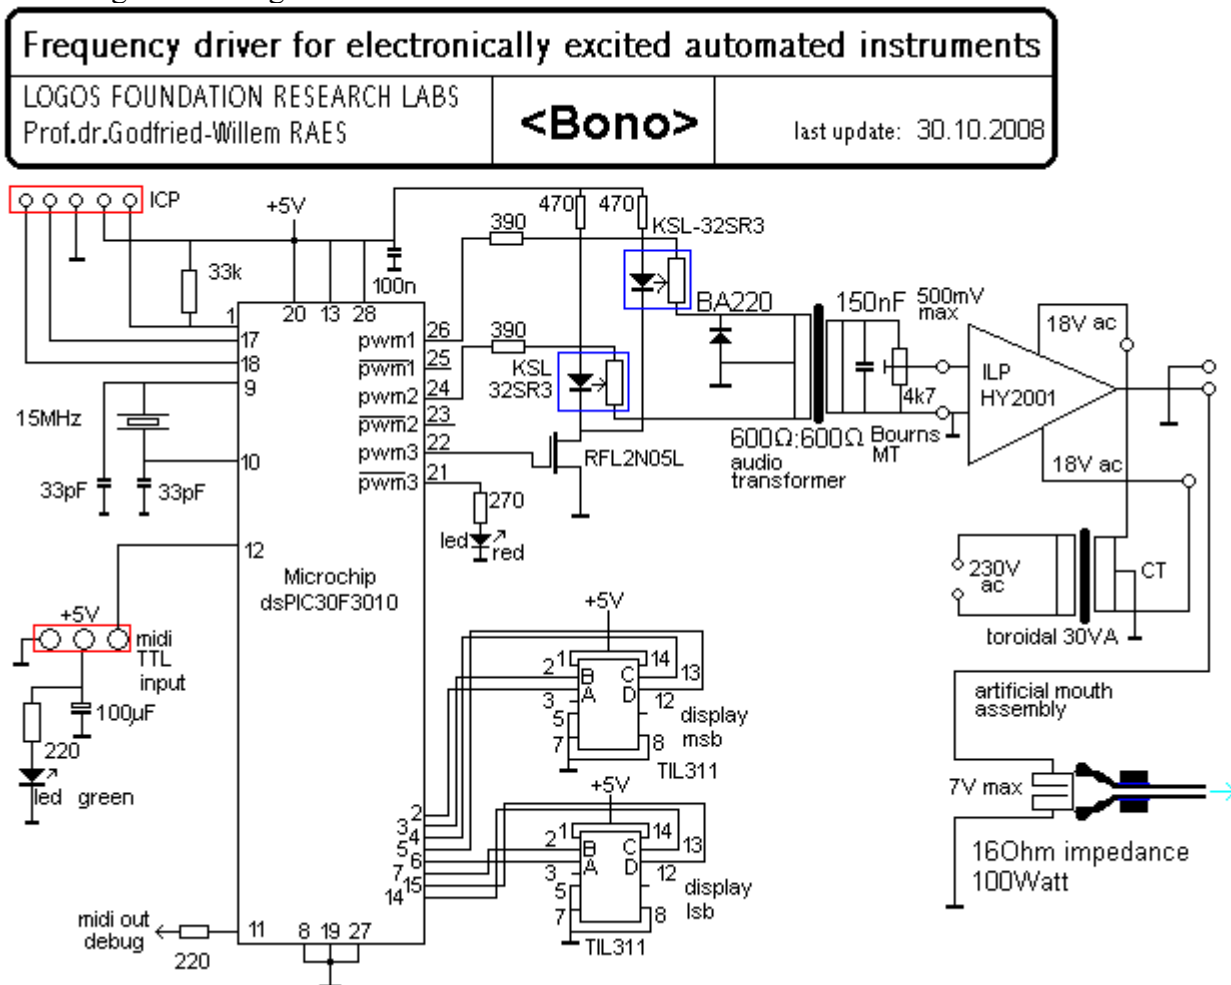 Frequency driver for electronically excited automated instruments
LOGOS FOUNDATION RESEARCH LABS
Prof.dr.Godfried-Willem RAES
<Bono>
last update: 30.10.2008
ICP
+5V
33k
100n
470
470
KSL-32SR3
390
390
KSL
32SR3
BA220
150nF
500mV
max
18V ac
ILP
HY2001
4k7
600Ω:600Ω
audio
transformer
Bourns
MT
18V ac
RFL2N05L
1
17
18
9
10
12
20
13
28
pwm1
26
pwm1
25
pwm2
24
pwm2
23
pwm3
22
pwm3
21
15MHz
33pF
33pF
270
led
red
Microchip
dsPIC30F3010
+5V
midi
TTL
input
100µF
220
led green
230V
ac
CT
toroidal 30VA
+5V
1
14
2
B
C
13
3
A
D
12
5
7
8
display
msb
TIL311
+5V
1
14
2
B
C
13
3
A
D
12
5
7
8
display
lsb
TIL311
2
3
4
5
6
7
15
14
artificial mouth
assembly
7V max
16Ohm impedance
100Watt
midi out
debug
220
11
8
19
27